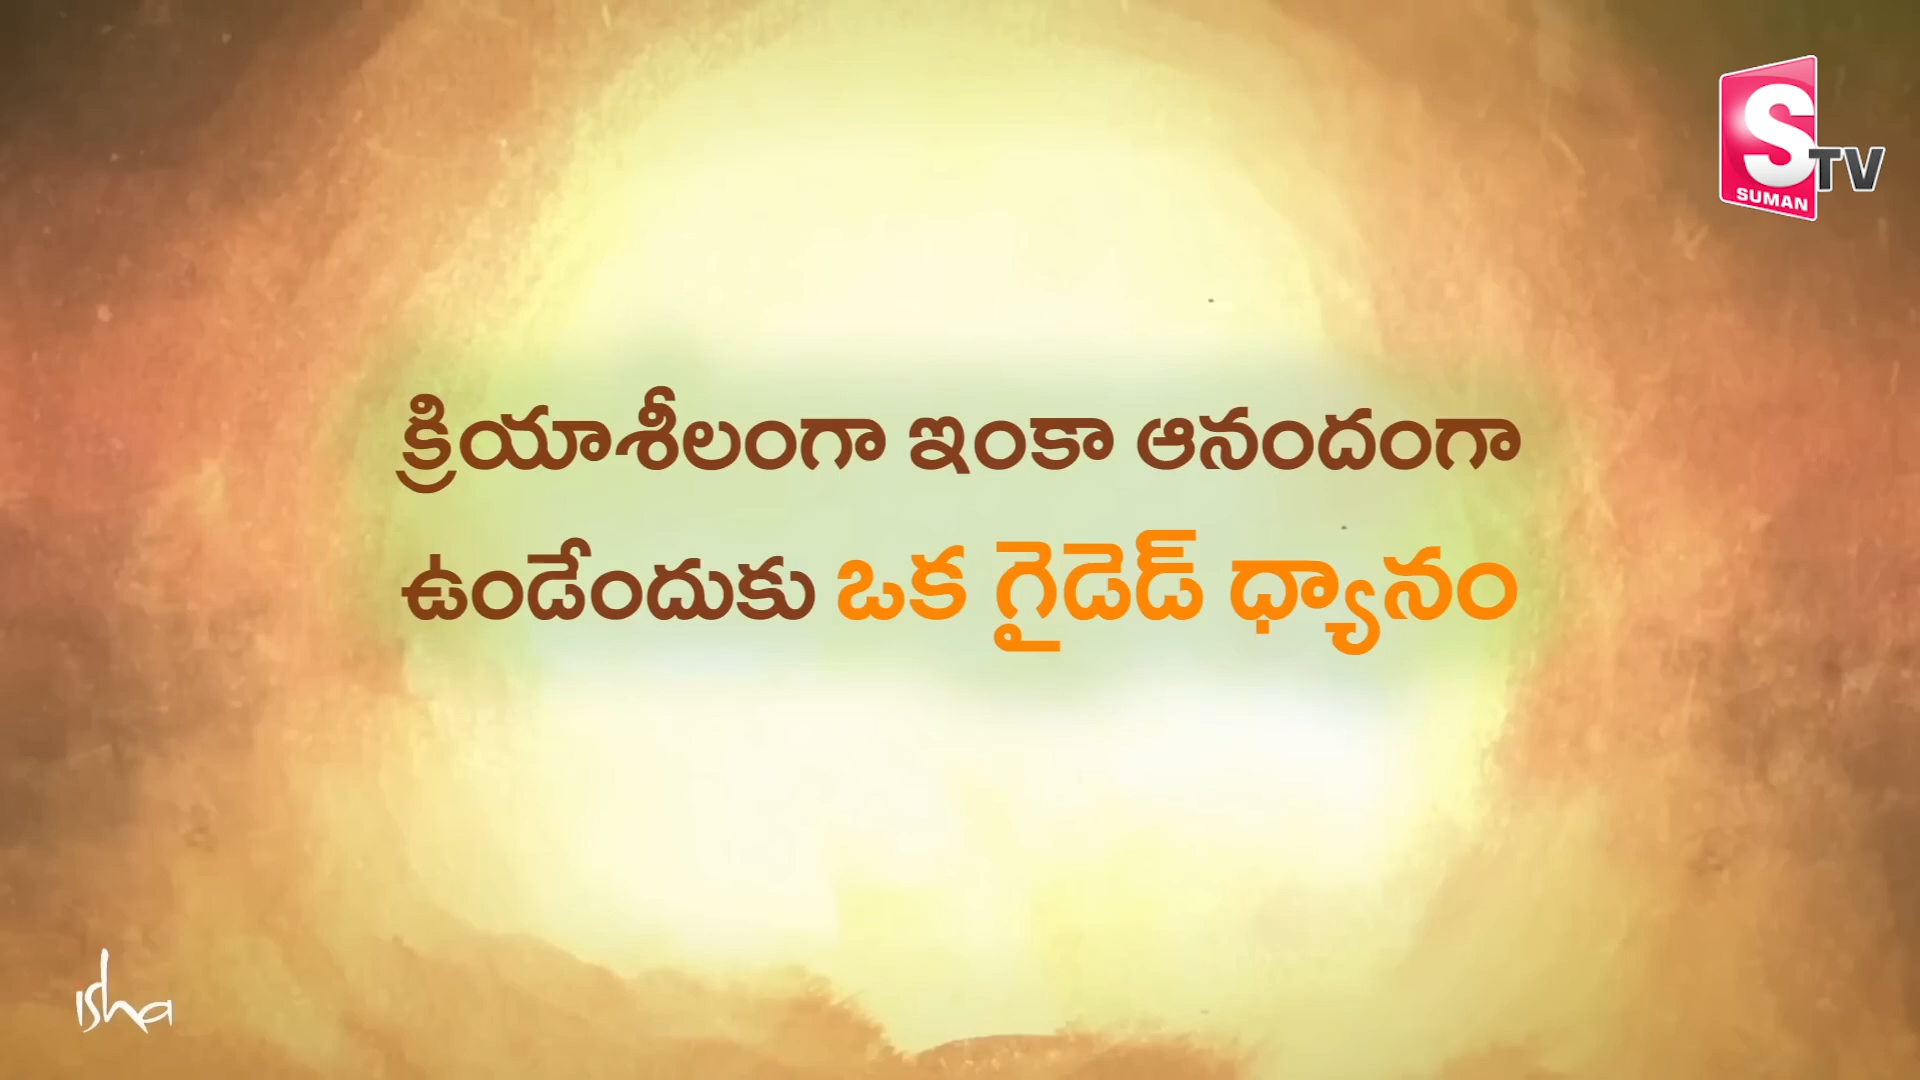 S TV
SUMAN
క్రియాశీలంగా ఇంకా ఆనందంగా
ఉండేందుకు ఒక గైడెడ్ ధ్యానం
isha